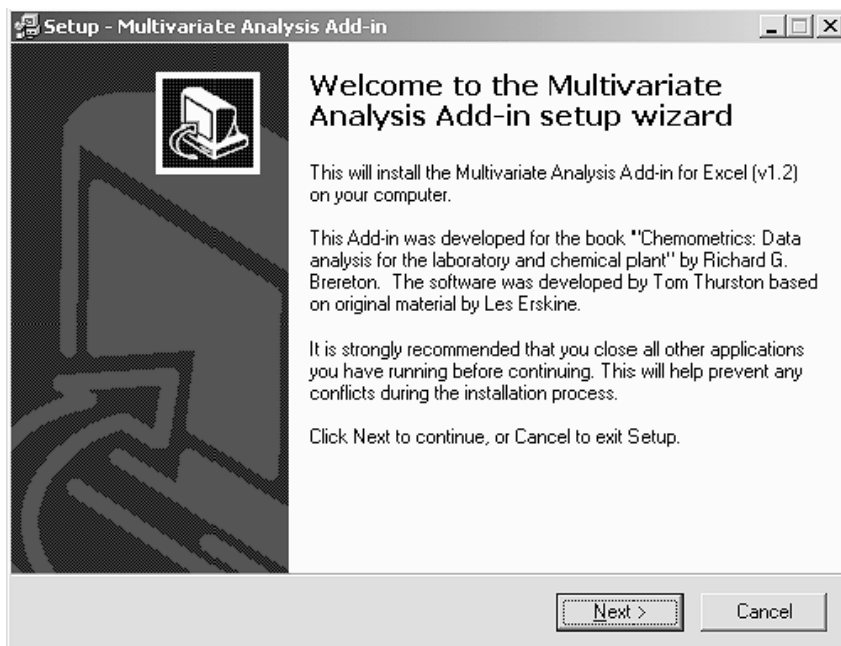 Setup - Multivariate Analysis Add-in
Welcome to the Multivariate
Analysis Add-in setup wizard
This will install the Multivariate Analysis Add-in for Excel (v1.2)
on your computer.
This Add-in was developed for the book "Chemometrics: Data
analysis for the laboratory and chemical plant" by Richard G.
Brereton. The software was developed by Tom Thurston based
on original material by Les Erskine.
It is strongly recommended that you close all other applications
you have running before continuing. This will help prevent any
conflicts during the installation process.
Click Next to continue, or Cancel to exit Setup.
Next >
Cancel